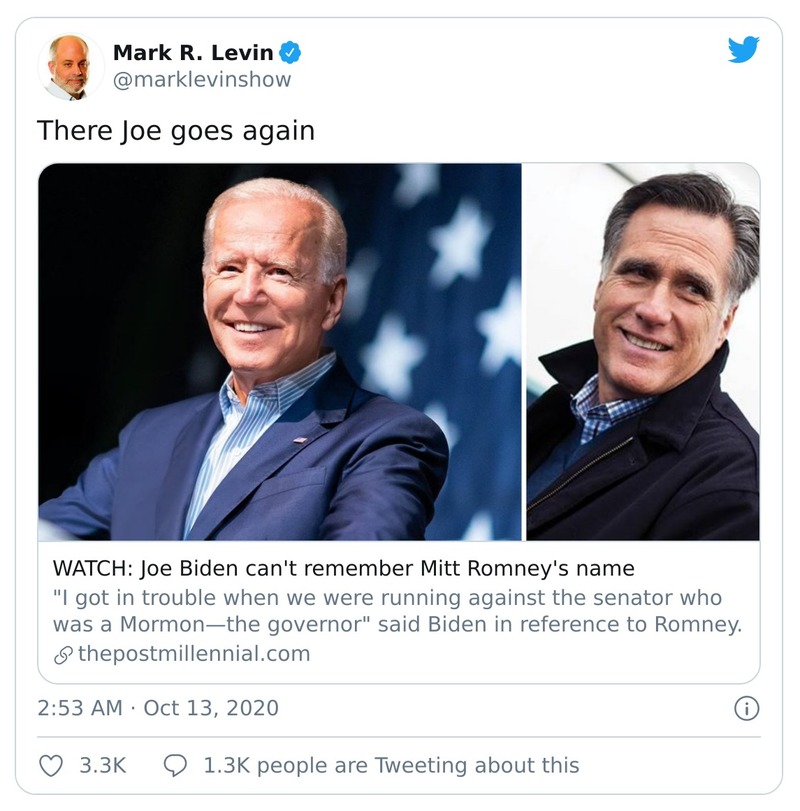 Mark R. Levin
@marklevinshow
There Joe goes again
WATCH: Joe Biden can't remember Mitt Romney's name
"I got in trouble when we were running against the senator who
was a Mormon—the governor" said Biden in reference to Romney.
thepostmillennial.com
2:53 AM · Oct 13, 2020
3.3K 1.3K people are Tweeting about this